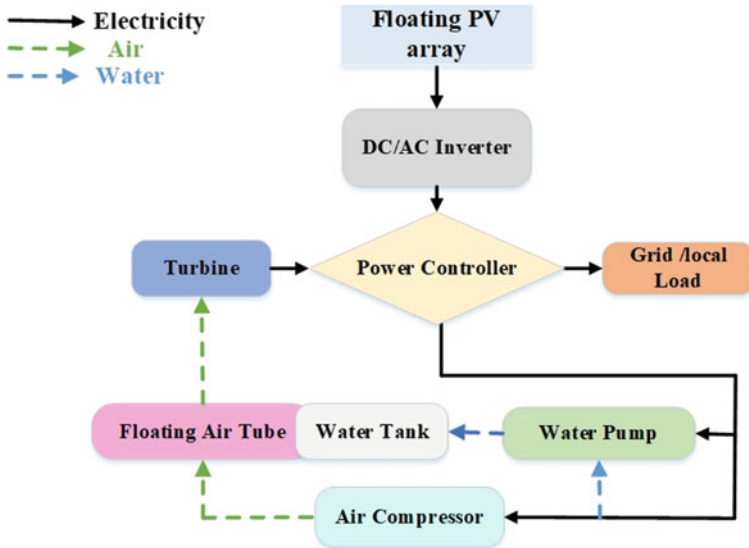 Electricity
Air
Water
Floating PV
array
DC/AC Inverter
Turbine
Power Controller
Grid /local
Load
Floating Air Tube
Water Tank
Water Pump
Air Compressor